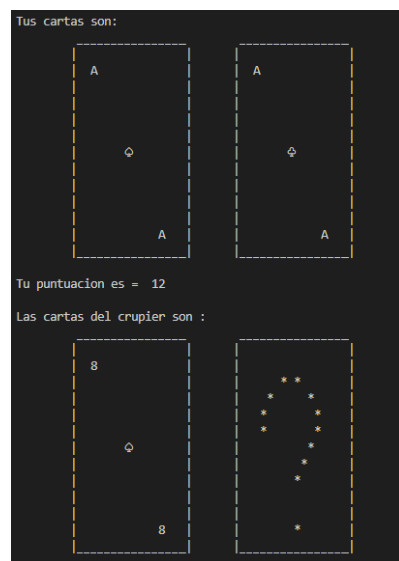 Tus cartas son:
A A
♤ ♧
A A
Tu puntuacion es = 12
Las cartas del crupier son :
8
♤
8